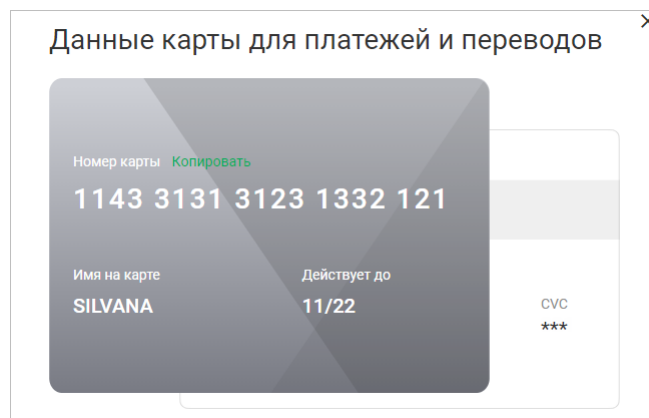 Данные карты для платежей и переводов
Номер карты Копировать
1143 3131 3123 1332 121
Имя на карте Действует до
SILVANA 11/22
CVC
***